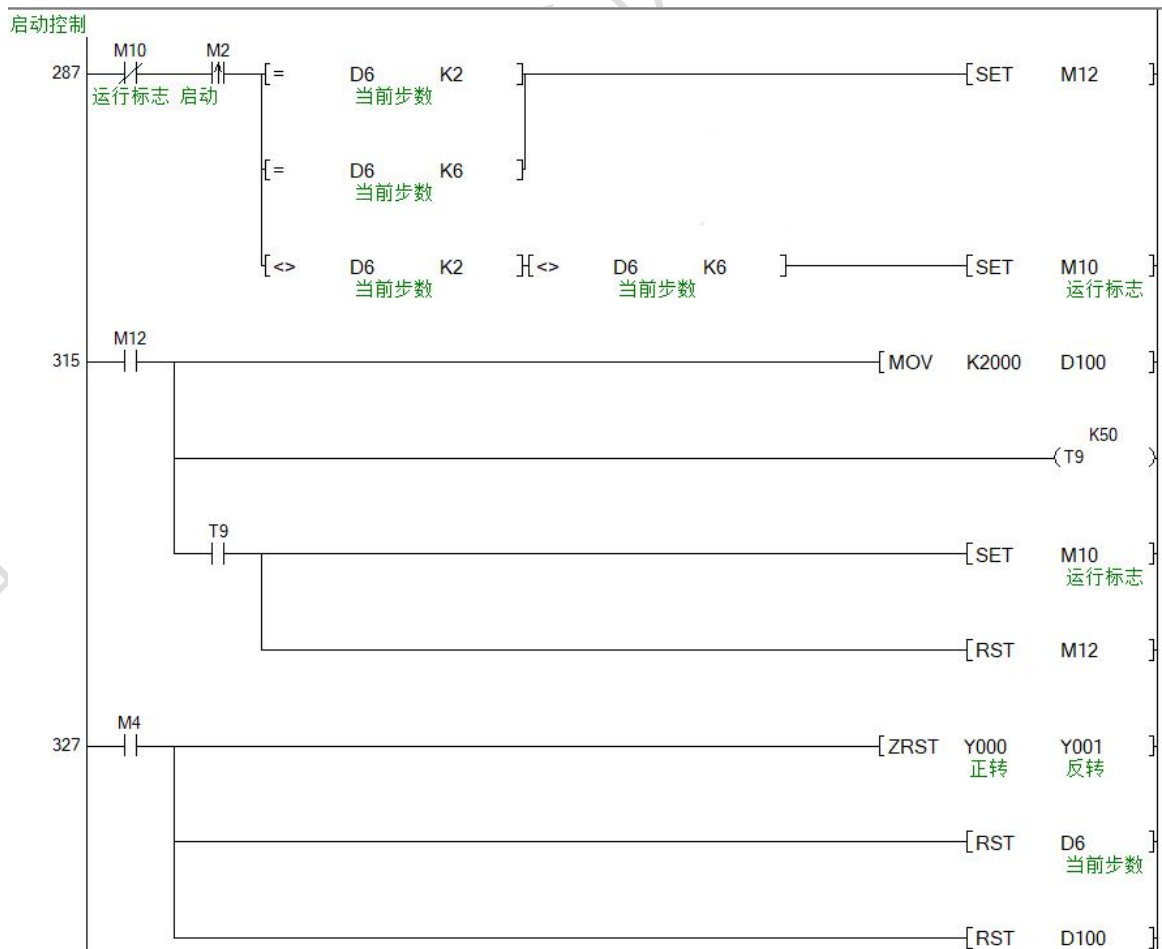 启动控制
M10 M2
287 [= D6 K2 ] [SET M12 ]
运行标志 启动 当前步数
[= D6 K6 ]
当前步数
[<> D6 K2 ][<> D6 K6 ] [SET M10 ]
当前步数 当前步数 运行标志
M12
315 [MOV K2000 D100 ]
K50
(T9 )
T9
[SET M10 ]
运行标志
[RST M12 ]
M4
327 [ZRST Y000 Y001 ]
正转 反转
[RST D6 ]
当前步数
[RST D100 ]